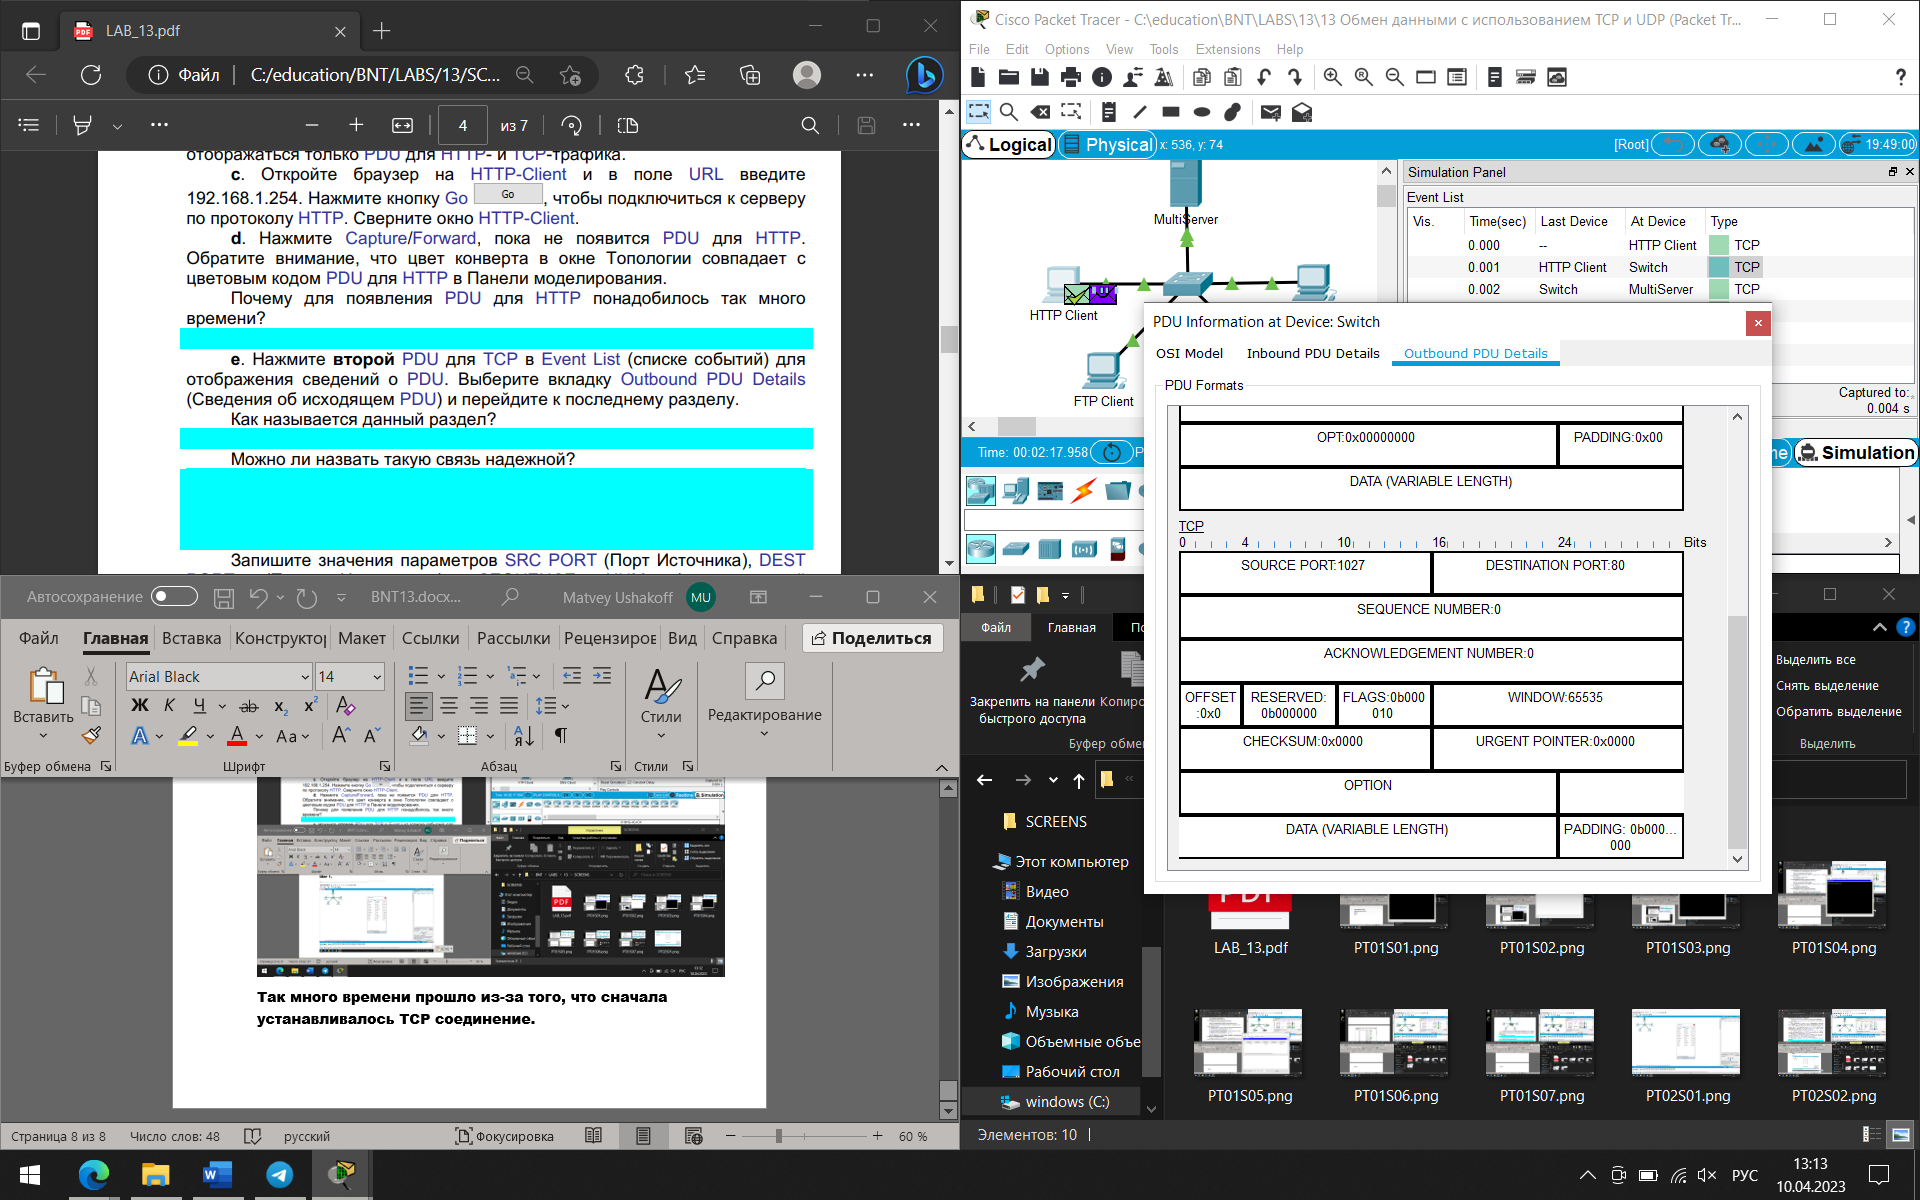 LAB_13.pdf
Файл
C:/education/BNT/LABS/13/SC...
4
из 7
отображаться только PDU для HTTP- и TCP-трафика.
c. Откройте браузер на HTTP-Client и в поле URL введите
192.168.1.254. Нажмите кнопку Go Go, чтобы подключиться к серверу
по протоколу HTTP. Сверните окно HTTP-Client.
d. Нажмите Capture/Forward, пока не появится PDU для HTTP.
Обратите внимание, что цвет конверта в окне Топологии совпадает с
цветовым кодом PDU для HTTP в Панели моделирования.
Почему для появления PDU для HTTP понадобилось так много
времени?
e. Нажмите второй PDU для TCP в Event List (списке событий) для
отображения сведений о PDU. Выберите вкладку Outbound PDU Details
(Сведения об исходящем PDU) и перейдите к последнему разделу.
Как называется данный раздел?
Можно ли назвать такую связь надежной?
Запишите значения параметров SRC PORT (Порт Источника), DEST
Cisco Packet Tracer - C:\education\BNT\LABS\13\13 Обмен данными с использованием TCP и UDP (Packet Tr...
File Edit Options View Tools Extensions Help
Logical
Physical
x: 536, y: 74
[Root]
19:49:00
MultiServer
HTTP Client
FTP Client
Simulation Panel
Event List
Vis. Time(sec) Last Device At Device Type
0.000 -- HTTP Client TCP
0.001 HTTP Client Switch TCP
0.002 Switch MultiServer TCP
Captured to:
0.004 s
Time: 00:02:17.958
Simulation
PDU Information at Device: Switch
OSI Model Inbound PDU Details Outbound PDU Details
PDU Formats
OPT:0x00000000 PADDING:0x00
DATA (VARIABLE LENGTH)
TCP
0 4 10 16 24 Bits
SOURCE PORT:1027 DESTINATION PORT:80
SEQUENCE NUMBER:0
ACKNOWLEDGEMENT NUMBER:0
OFFSET RESERVED: FLAGS:0b000 WINDOW:65535
:0x0 0b000000 010
CHECKSUM:0x0000 URGENT POINTER:0x0000
OPTION
DATA (VARIABLE LENGTH) PADDING: 0b000...
000
Автосохранение
BNT13.docx...
Matvey Ushakoff
MU
Файл Главная Вставка Конструктор Макет Ссылки Рассылки Рецензиров Вид Справка
Поделиться
Вставить
Arial Black 14
Ж К Ч ab x₂ x²
Aa
Стили
Редактирование
Буфер обмена Шрифт Абзац Стили
Так много времени прошло из-за того, что сначала
устанавливалось TCP соединение.
Страница 8 из 8 Число слов: 48 русский Фокусировка 60 %
Файл Главная
Закрепить на панели
быстрого доступа
Буфер обме
Выделить все
Снять выделение
Обратить выделение
Выделить
SCREENS
Этот компьютер
Видео
Документы
Загрузки
Изображения
Музыка
Объемные объе
Рабочий стол
windows (C:)
LAB_13.pdf PT01S01.png PT01S02.png PT01S03.png PT01S04.png
PT01S05.png PT01S06.png PT01S07.png PT02S01.png PT02S02.png
Элементов: 10
РУС
13:13
10.04.2023